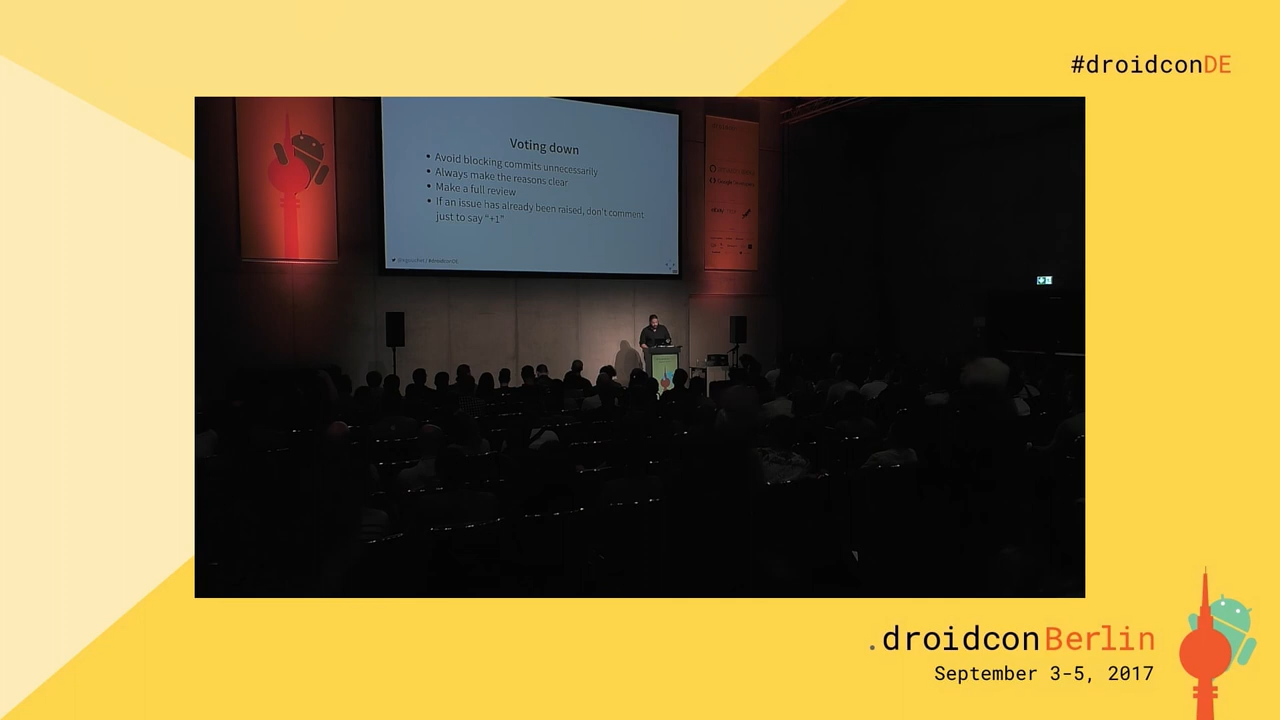 #droidconDE
Voting down
• Avoid blocking commits unnecessarily
• Always make the reasons clear
• Make a full review
• If an issue has already been raised, don't comment
just to say “+1”
.droidconBerlin
September 3-5, 2017